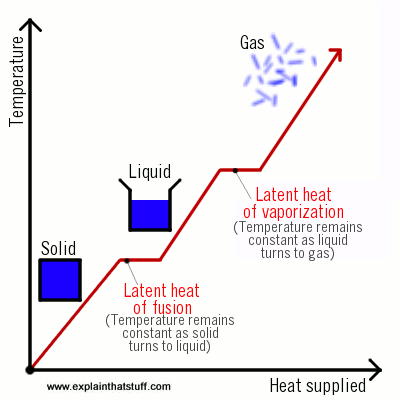 Temperature
Gas
Liquid
Latent heat
of vaporization
(Temperature remains
constant as liquid
turns to gas)
Solid
Latent heat
of fusion
(Temperature remains
constant as solid
turns to liquid)
www.explainthatstuff.com
Heat supplied